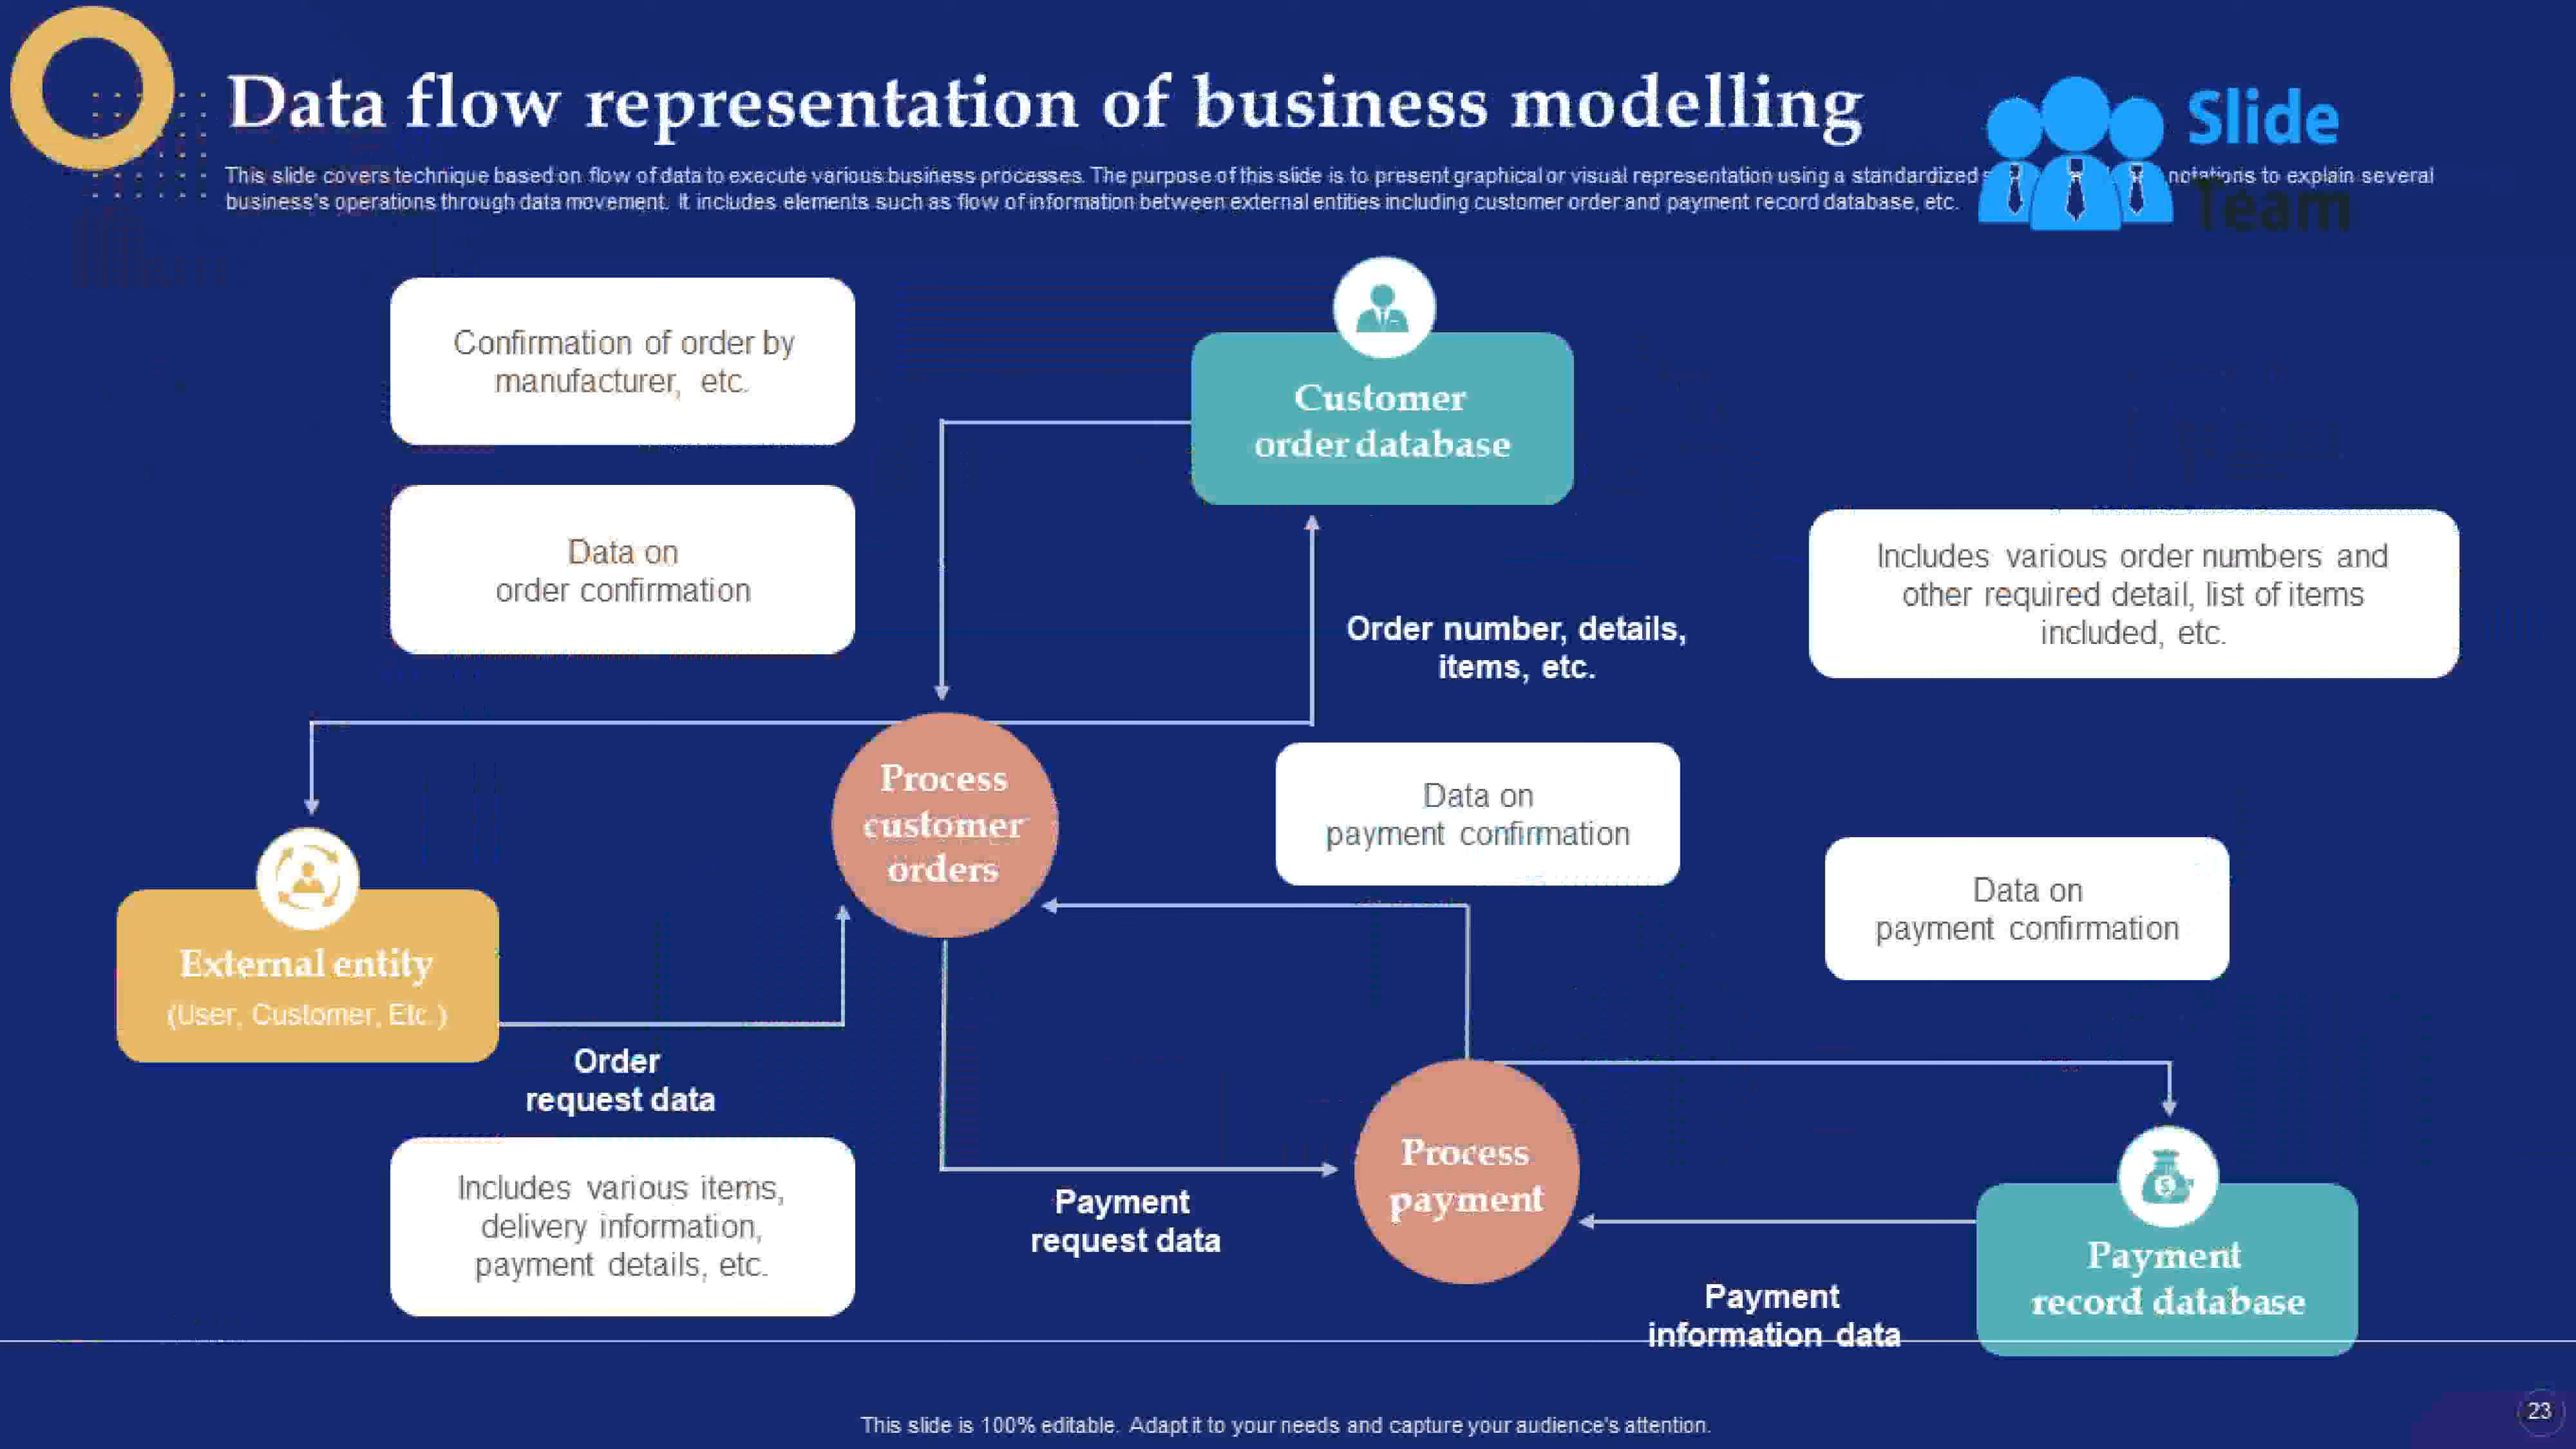 Data flow representation of business modelling
Slide
Team
This slide covers technique based on flow of data to execute various business processes. The purpose of this slide is to present graphical or visual representation using a standardized notations to explain several
business's operations through data movement. It includes elements such as flow of information between external entities including customer order and payment record database, etc.
Confirmation of order by
manufacturer, etc.
Customer
order database
Data on
order confirmation
Includes various order numbers and
other required detail, list of items
included, etc.
Order number, details,
items, etc.
Process
customer
orders
Data on
payment confirmation
Data on
payment confirmation
External entity
(User, Customer, Etc.)
Order
request data
Includes various items,
delivery information,
payment details, etc.
Payment
request data
Process
payment
Payment
information data
Payment
record database
This slide is 100% editable. Adapt it to your needs and capture your audience's attention.
23